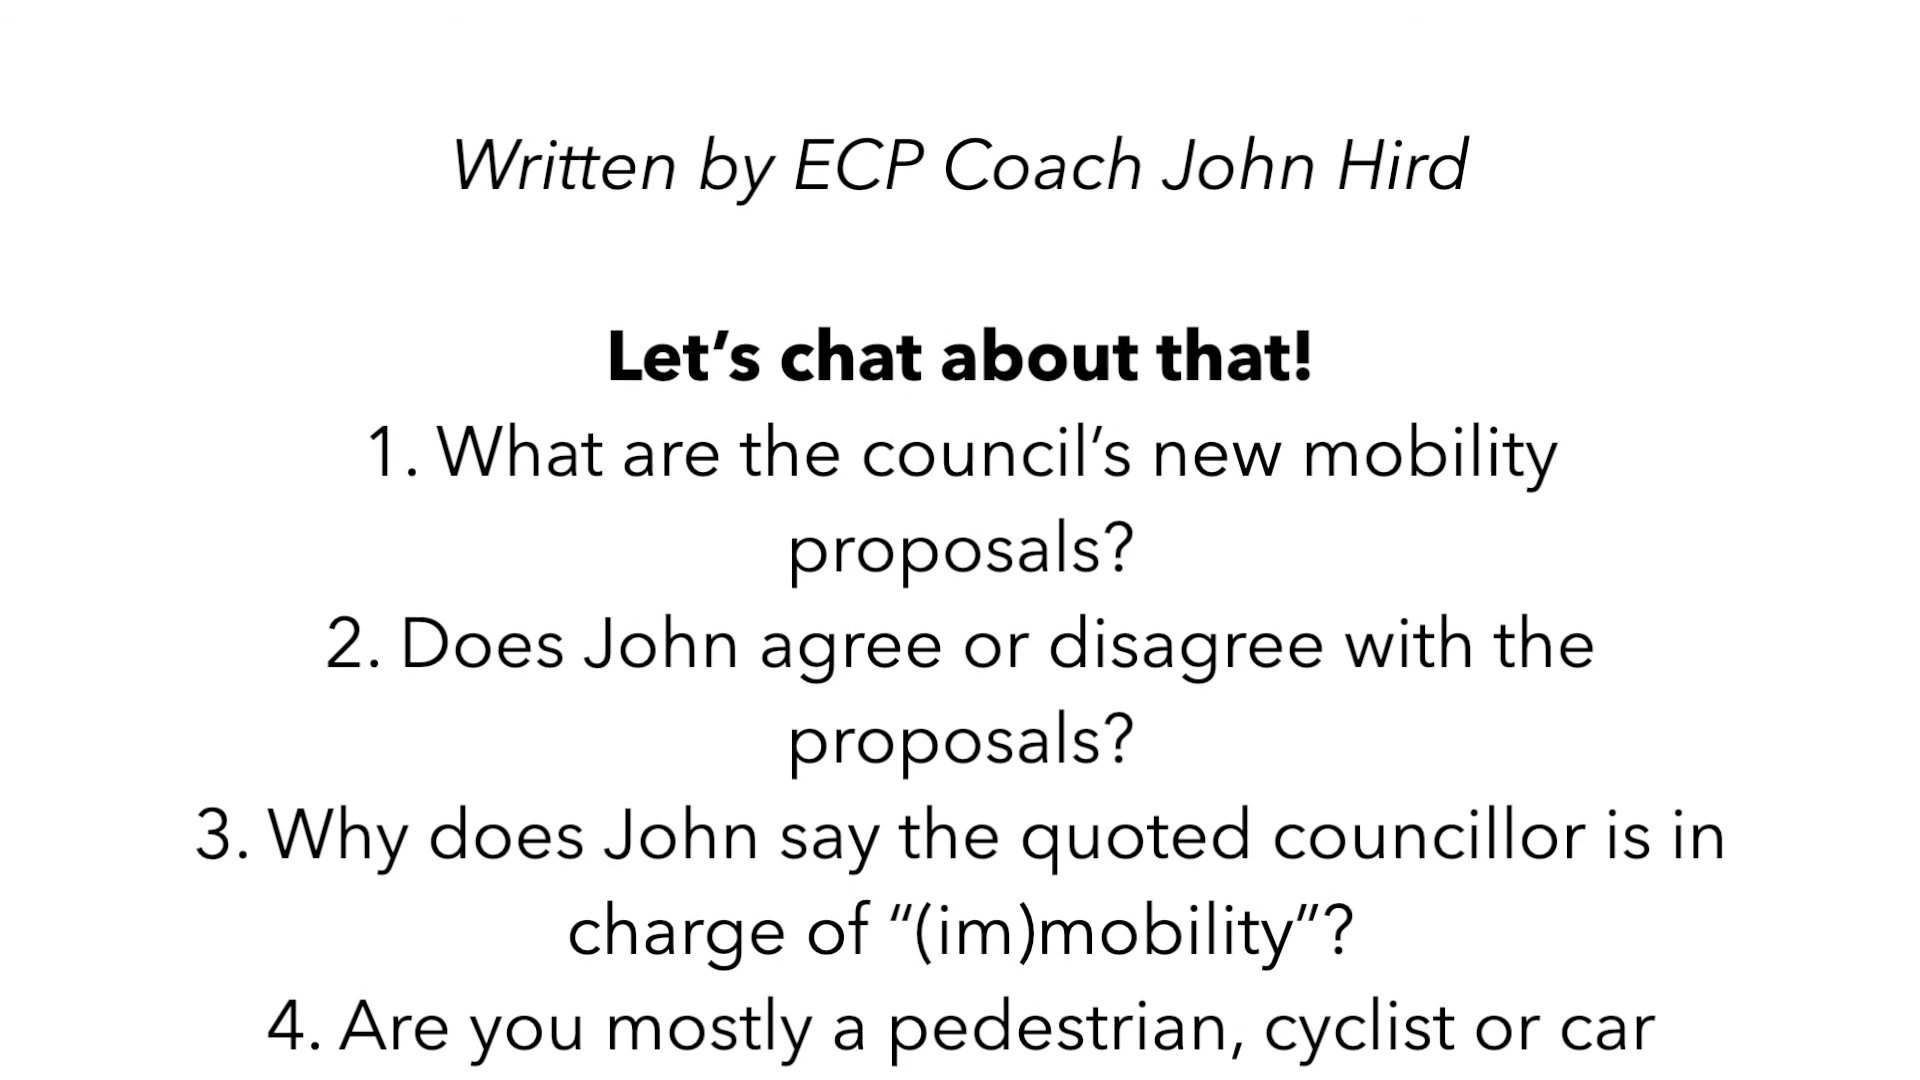 Written by ECP Coach John Hird
Let’s chat about that!
1. What are the council’s new mobility
proposals?
2. Does John agree or disagree with the
proposals?
3. Why does John say the quoted councillor is in
charge of “(im)mobility”?
4. Are you mostly a pedestrian, cyclist or car